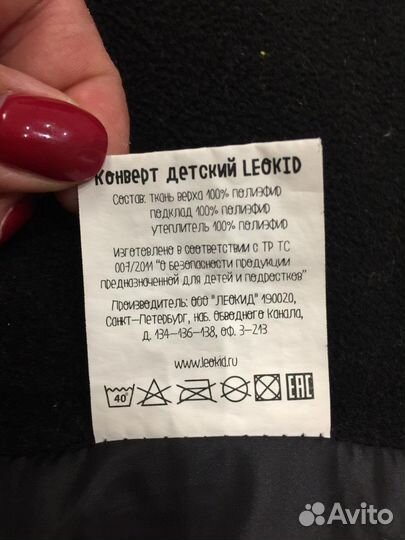 Конверт детский LEOKID
Состав: ткань верха 100% полиэфир
подклад 100% полиэфир
утеплитель 100% полиэфир
Изготовлено в соответствии с ТР ТС
007/2011 "О безопасности продукции
предназначенной для детей и подростков"
Производитель: ООО "ЛЕОКИД" 190020,
Санкт-Петербург, наб. Обводного канала,
д. 134-136-138, оф. 3-213
www.leokid.ru
40° EAC
Avito